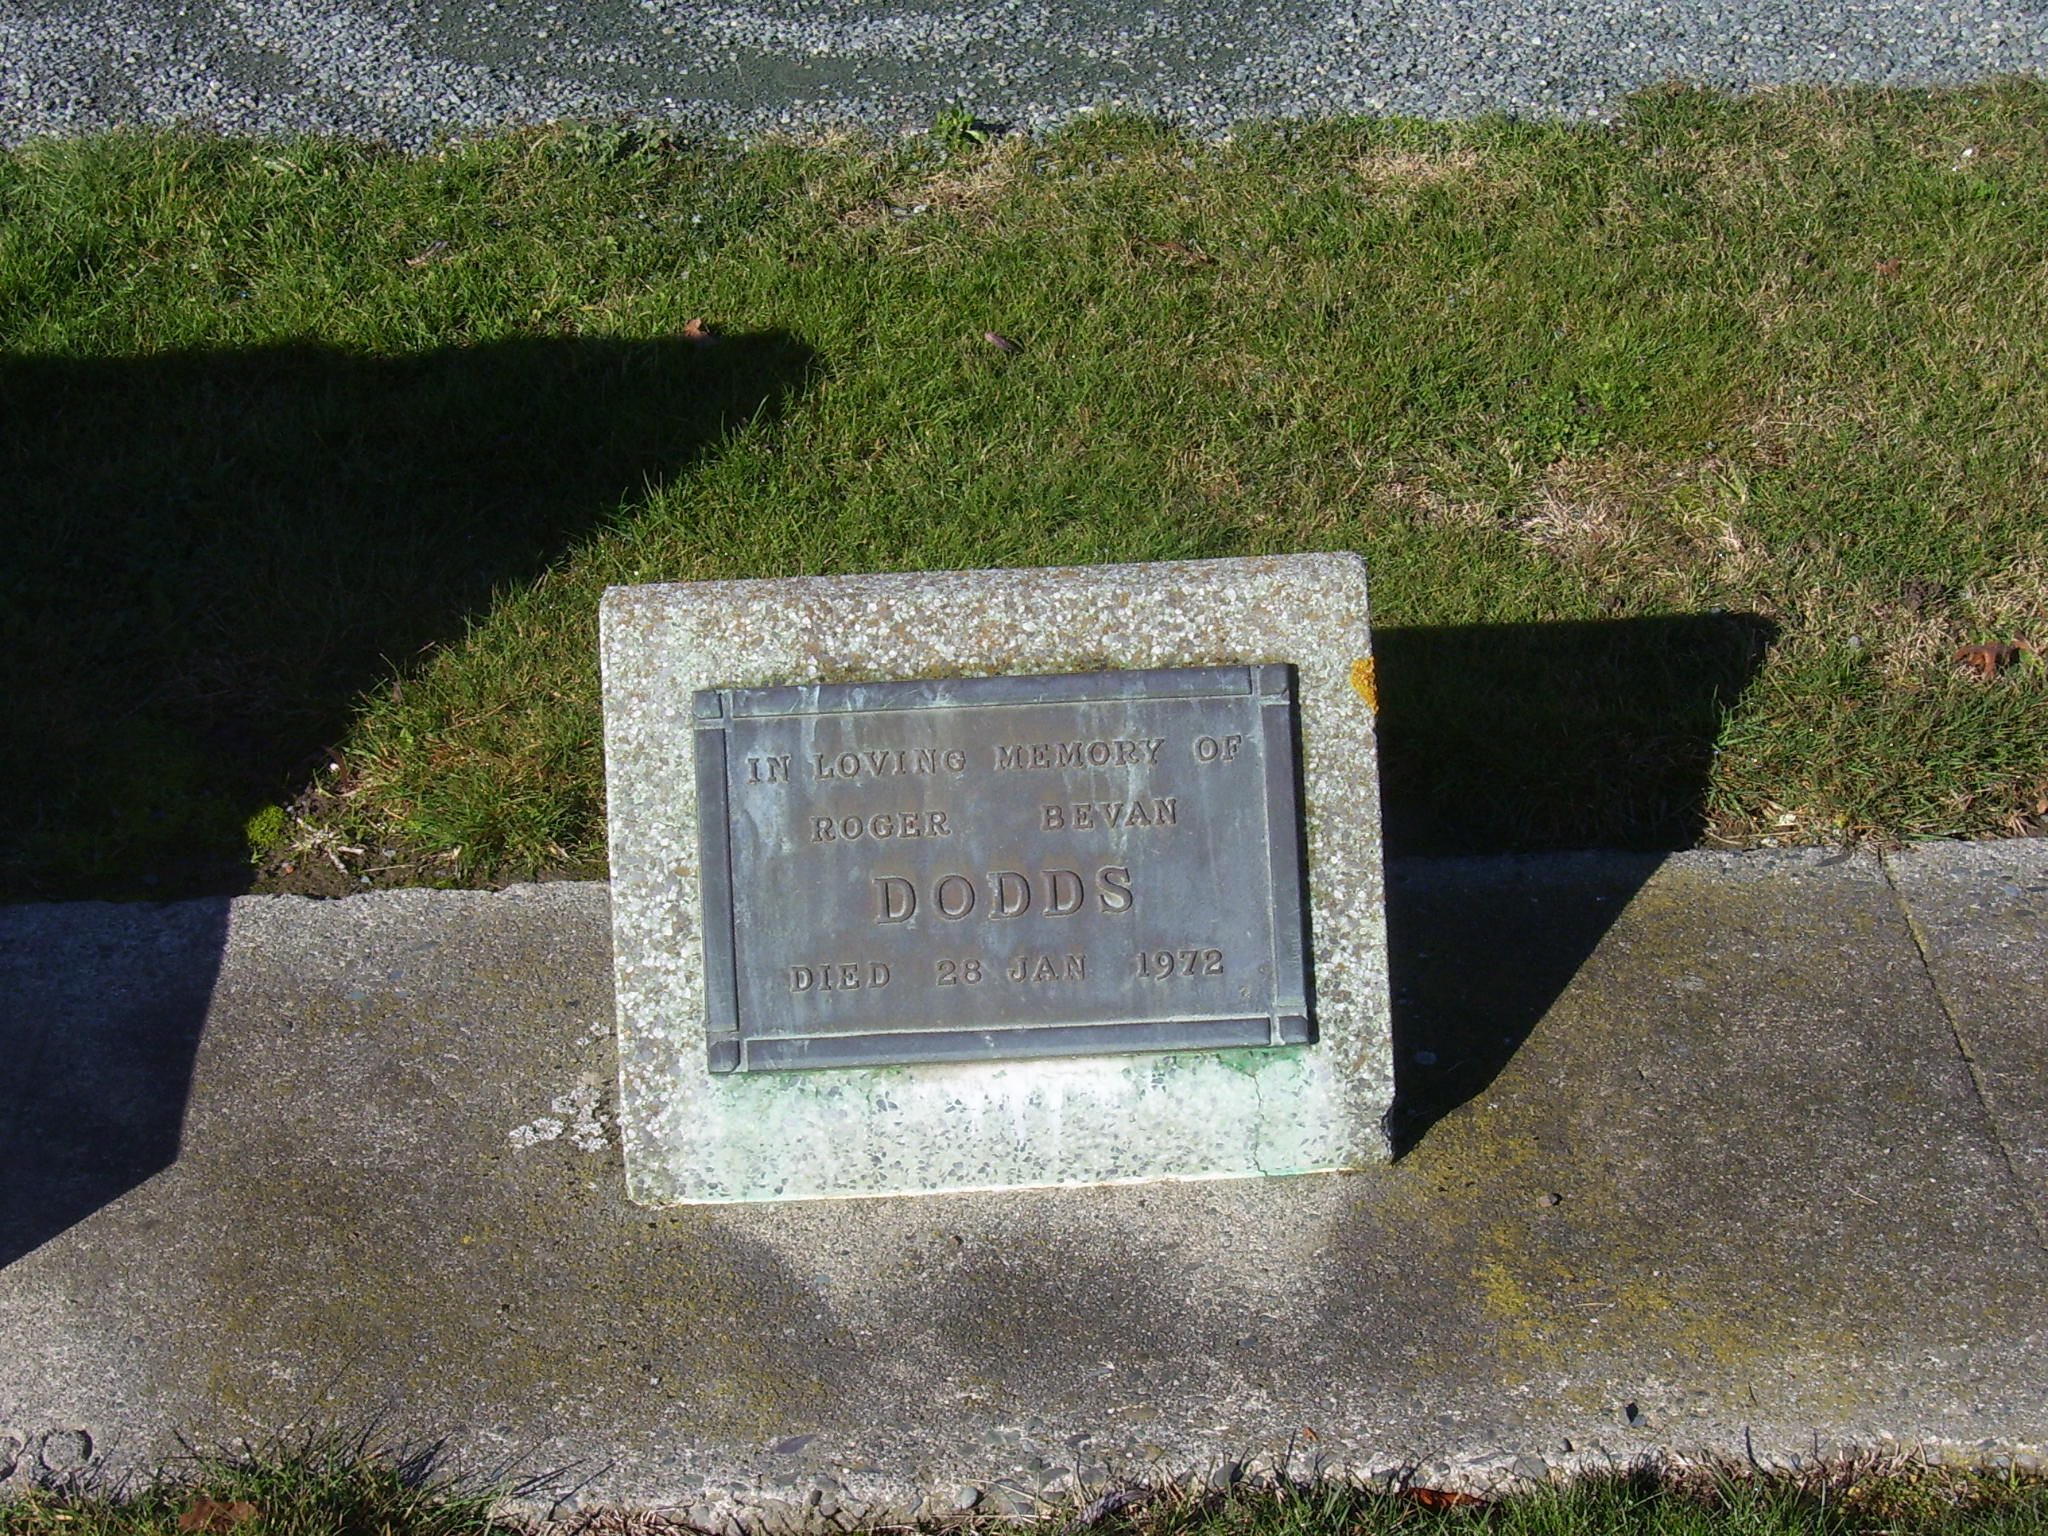 IN LOVING MEMORY OF
ROGER BEVAN
DODDS
DIED 28 JAN 1972